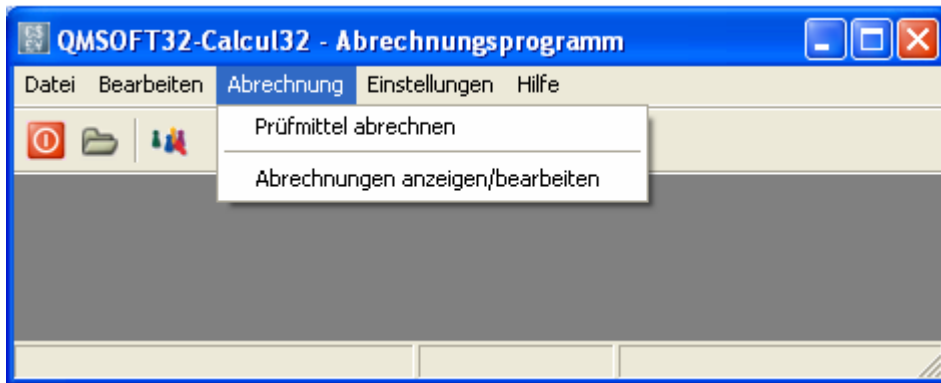 QMSOFT32-Calcul32 - Abrechnungsprogramm
Datei Bearbeiten Abrechnung Einstellungen Hilfe
Prüfmittel abrechnen
Abrechnungen anzeigen/bearbeiten